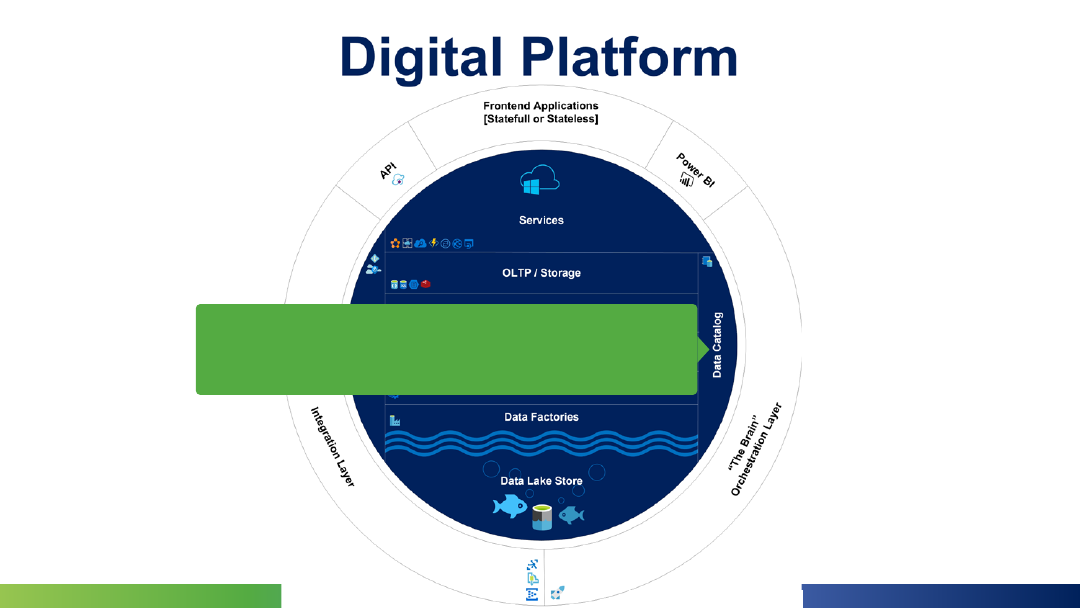 Digital Platform
Frontend Applications
[Statefull or Stateless]
API
Power BI
Services
OLTP / Storage
Data Catalog
Data Factories
Integration Layer
"The Brain"
Orchestration Layer
Data Lake Store